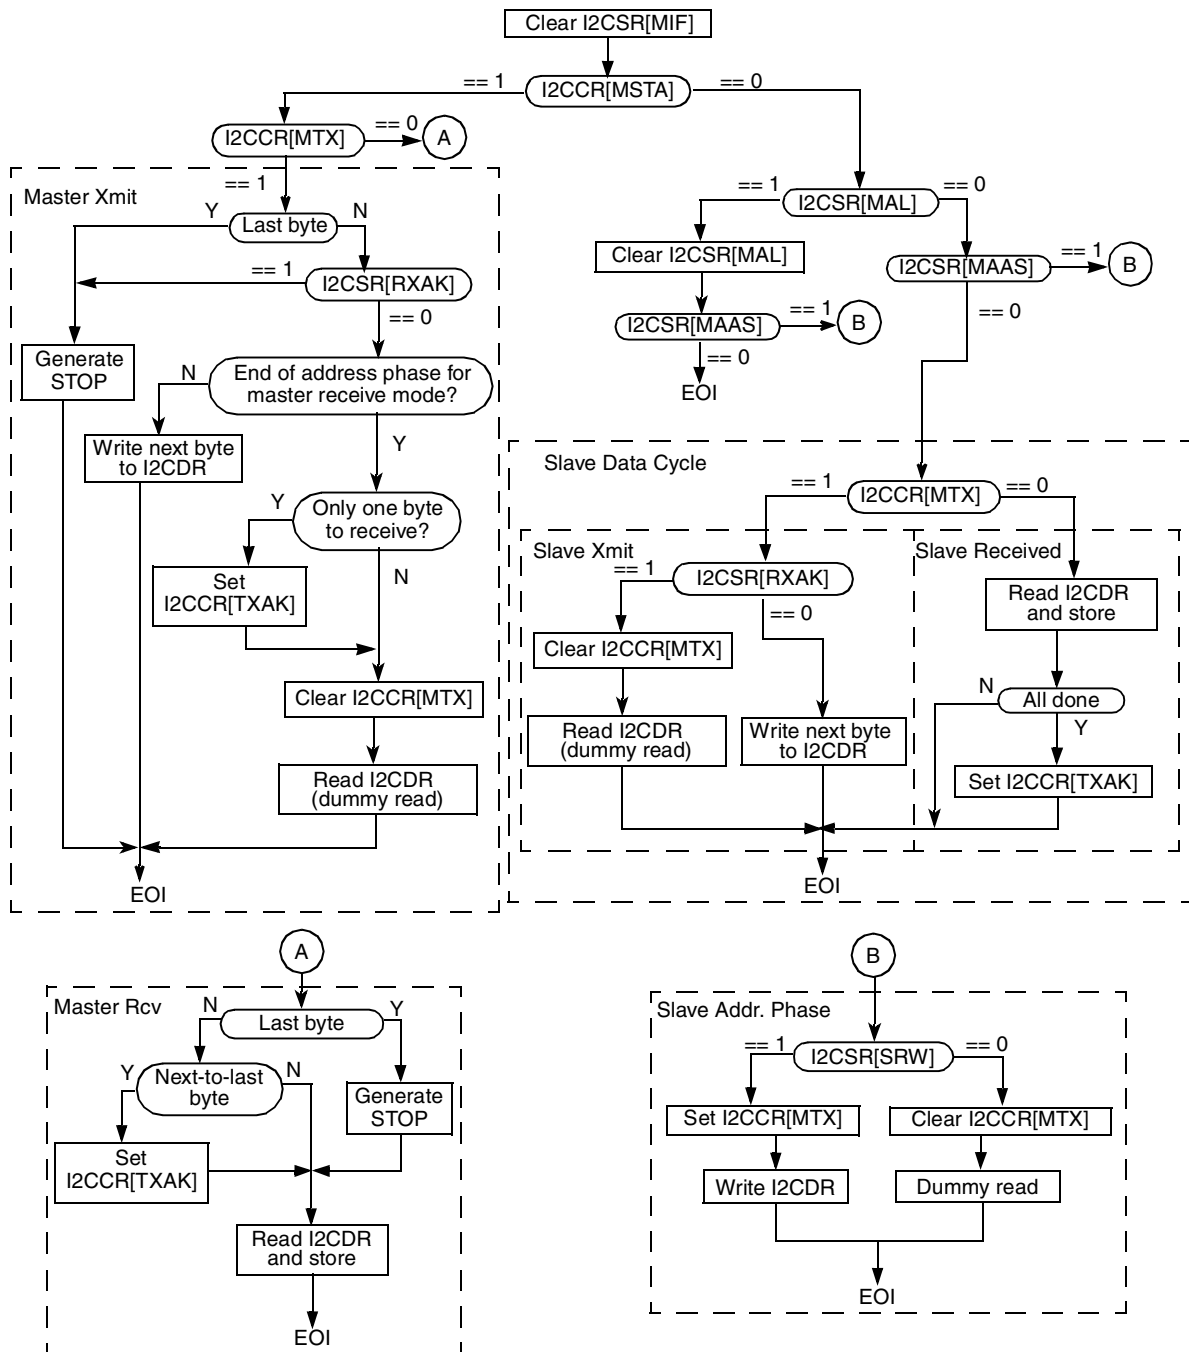 Clear I2CSR[MIF]
== 1
I2CCR[MSTA]
== 0
I2CCR[MTX]
== 0
A
== 1
Master Xmit
Y
Last byte
N
== 1
I2CSR[RXAK]
== 0
Generate
STOP
N
End of address phase for
master receive mode?
Write next byte
to I2CDR
Y
Y
Only one byte
to receive?
Set
I2CCR[TXAK]
N
Clear I2CCR[MTX]
Read I2CDR
(dummy read)
EOI
== 1
I2CSR[MAL]
== 0
Clear I2CSR[MAL]
I2CSR[MAAS]
== 1
B
== 0
EOI
I2CSR[MAAS]
== 1
B
== 0
Slave Data Cycle
== 1
I2CCR[MTX]
== 0
Slave Xmit
== 1
I2CSR[RXAK]
== 0
Clear I2CCR[MTX]
Read I2CDR
(dummy read)
Write next byte
to I2CDR
Slave Received
Read I2CDR
and store
N
All done
Y
Set I2CCR[TXAK]
EOI
A
Master Rcv
N
Last byte
Y
Y
Next-to-last
byte
N
Generate
STOP
Set
I2CCR[TXAK]
Read I2CDR
and store
EOI
B
Slave Addr. Phase
== 1
I2CSR[SRW]
== 0
Set I2CCR[MTX]
Clear I2CCR[MTX]
Write I2CDR
Dummy read
EOI